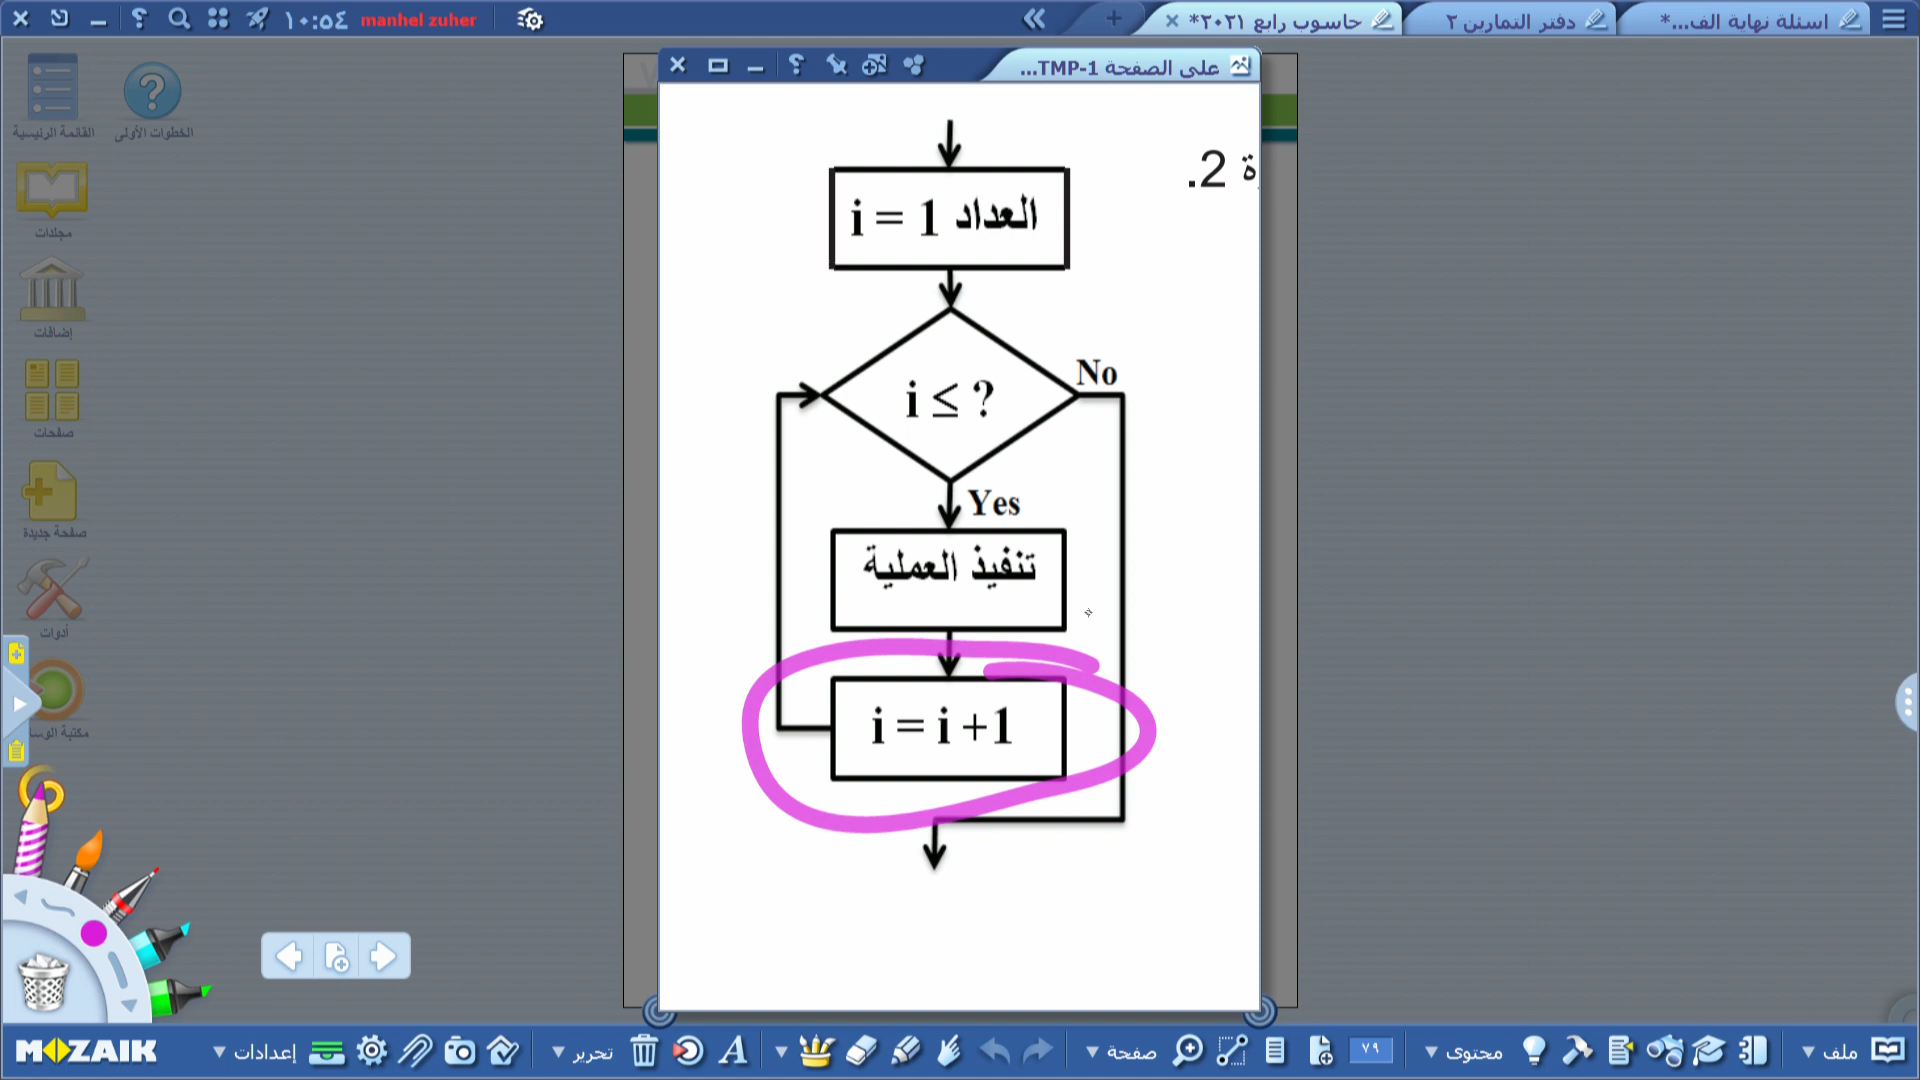 ١٠:٥٤ manhel zuher
حاسوب رابع ٢٠٢١*
دفتر التمارين ٢
اسئلة نهاية الف...*
على الصفحة TMP-1...
القائمة الرئيسية
الخطوات الأولى
مجلدات
إضافات
صفحات
صفحة جديدة
أدوات
مكتبة الوسا
ة 2.
العداد i = 1
i ≤ ?
No
Yes
تنفيذ العملية
i = i +1
MOZAIK
إعدادات
تحرير
صفحة
٧٩
محتوى
ملف